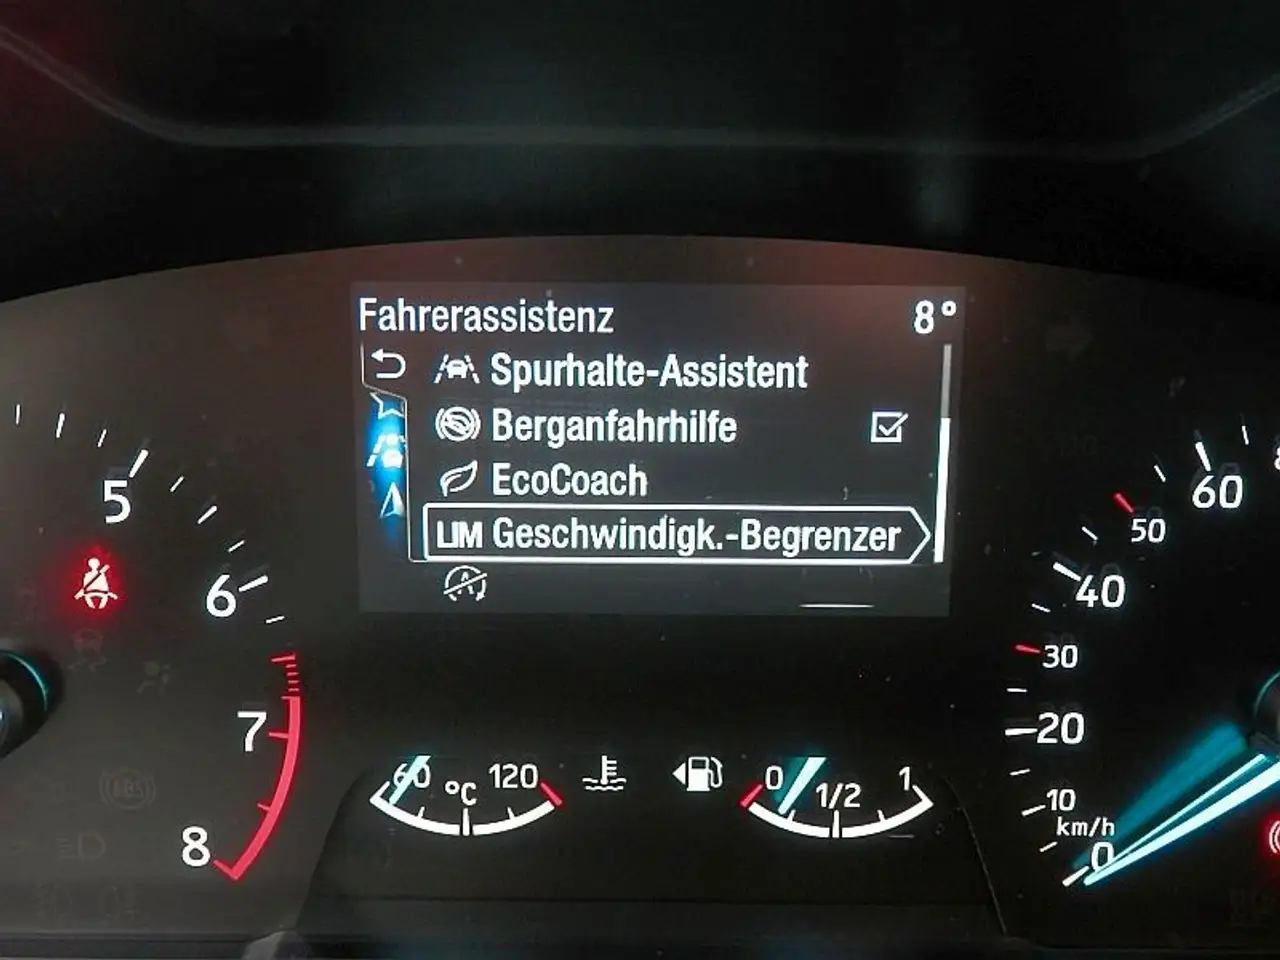 Fahrerassistenz 8°
Spurhalte-Assistent
Berganfahrhilfe
EcoCoach
LIM Geschwindigk.-Begrenzer
A
5
6
7
8
60 °C 120
0 1/2 1
60
50
40
30
20
10
km/h
0